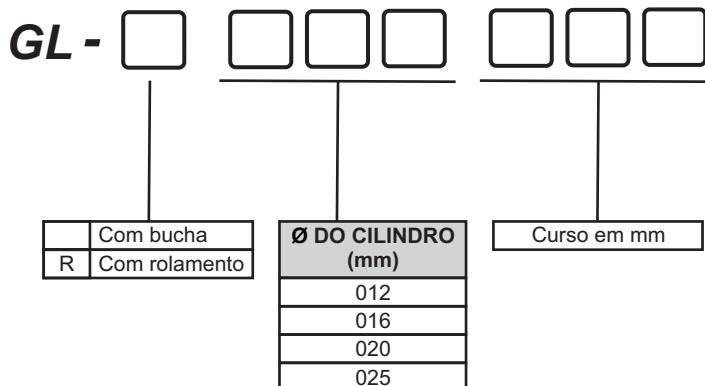 GL -
Com bucha
R Com rolamento
Ø DO CILINDRO
(mm)
012
016
020
025
Curso em mm